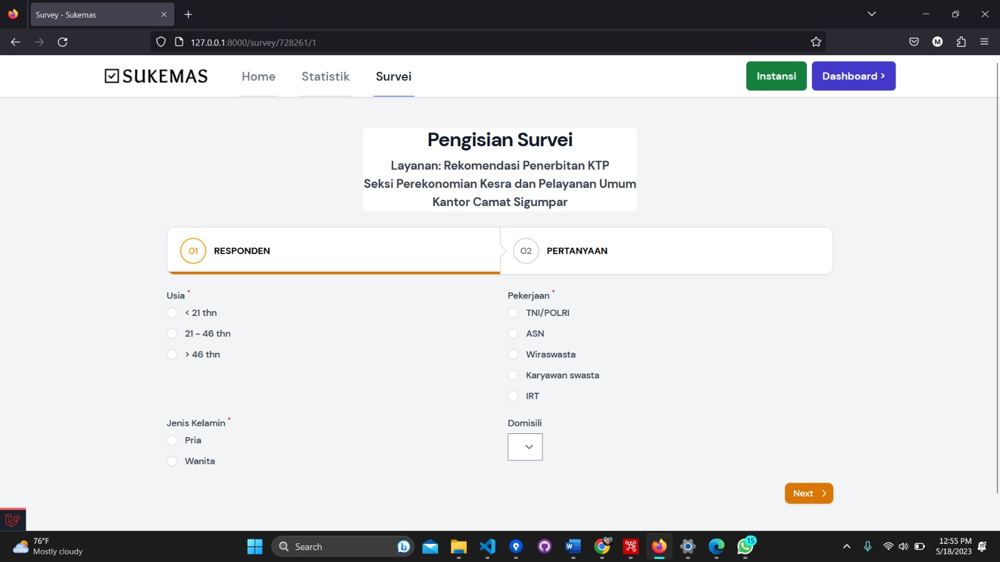 Survey - Sukemas
127.0.0.1:8000/survey/728261/1
M
SUKEMAS
Home
Statistik
Survei
Instansi
Dashboard >
Pengisian Survei
Layanan: Rekomendasi Penerbitan KTP
Seksi Perekonomian Kesra dan Pelayanan Umum
Kantor Camat Sigumpar
01 RESPONDEN
02 PERTANYAAN
Usia *
< 21 thn
21 - 46 thn
> 46 thn
Pekerjaan *
TNI/POLRI
ASN
Wiraswasta
Karyawan swasta
IRT
Jenis Kelamin *
Pria
Wanita
Domisili
Next
76°F
Mostly cloudy
Search
15
12:55 PM
5/18/2023